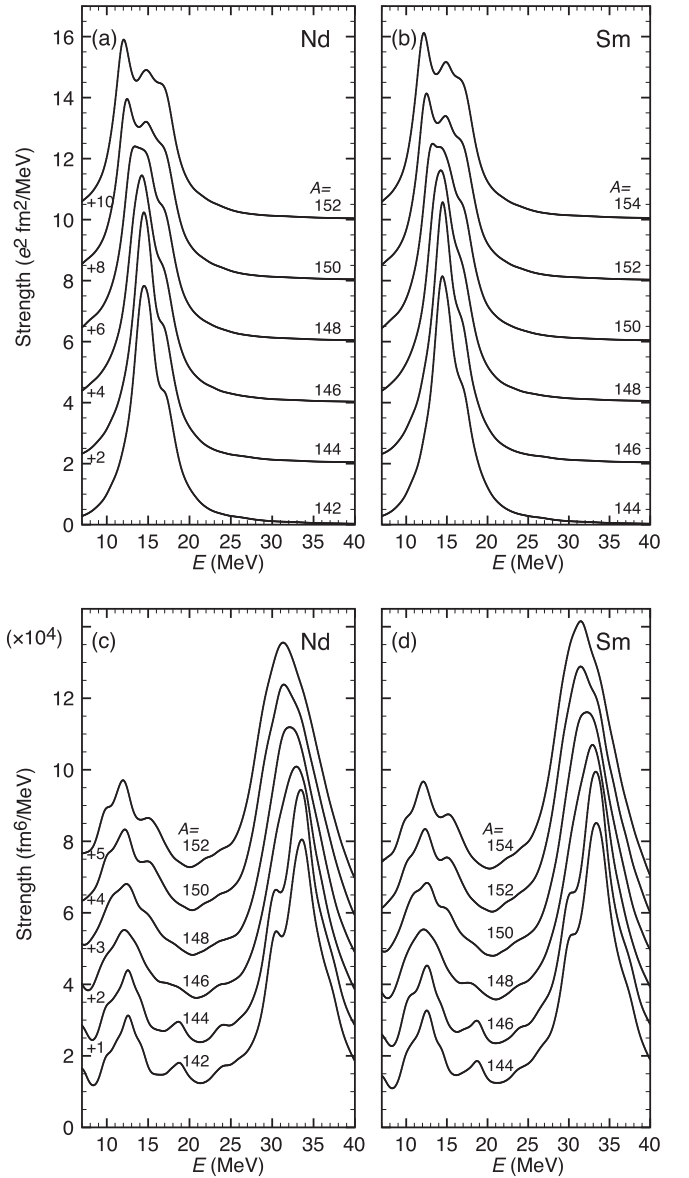 (a) Nd
(b) Sm
Strength (e² fm²/MeV)
16
14
12
10
8
6
4
2
0
+10
+8
+6
+4
+2
A=
152
150
148
146
144
142
A=
154
152
150
148
146
144
10 15 20 25 30 35 40
E (MeV)
10 15 20 25 30 35 40
E (MeV)
(×10⁴)
(c) Nd
(d) Sm
Strength (fm⁶/MeV)
12
10
8
6
4
2
0
+5
+4
+3
+2
+1
A=
152
150
148
146
144
142
A=
154
152
150
148
146
144
10 15 20 25 30 35 40
E (MeV)
10 15 20 25 30 35 40
E (MeV)